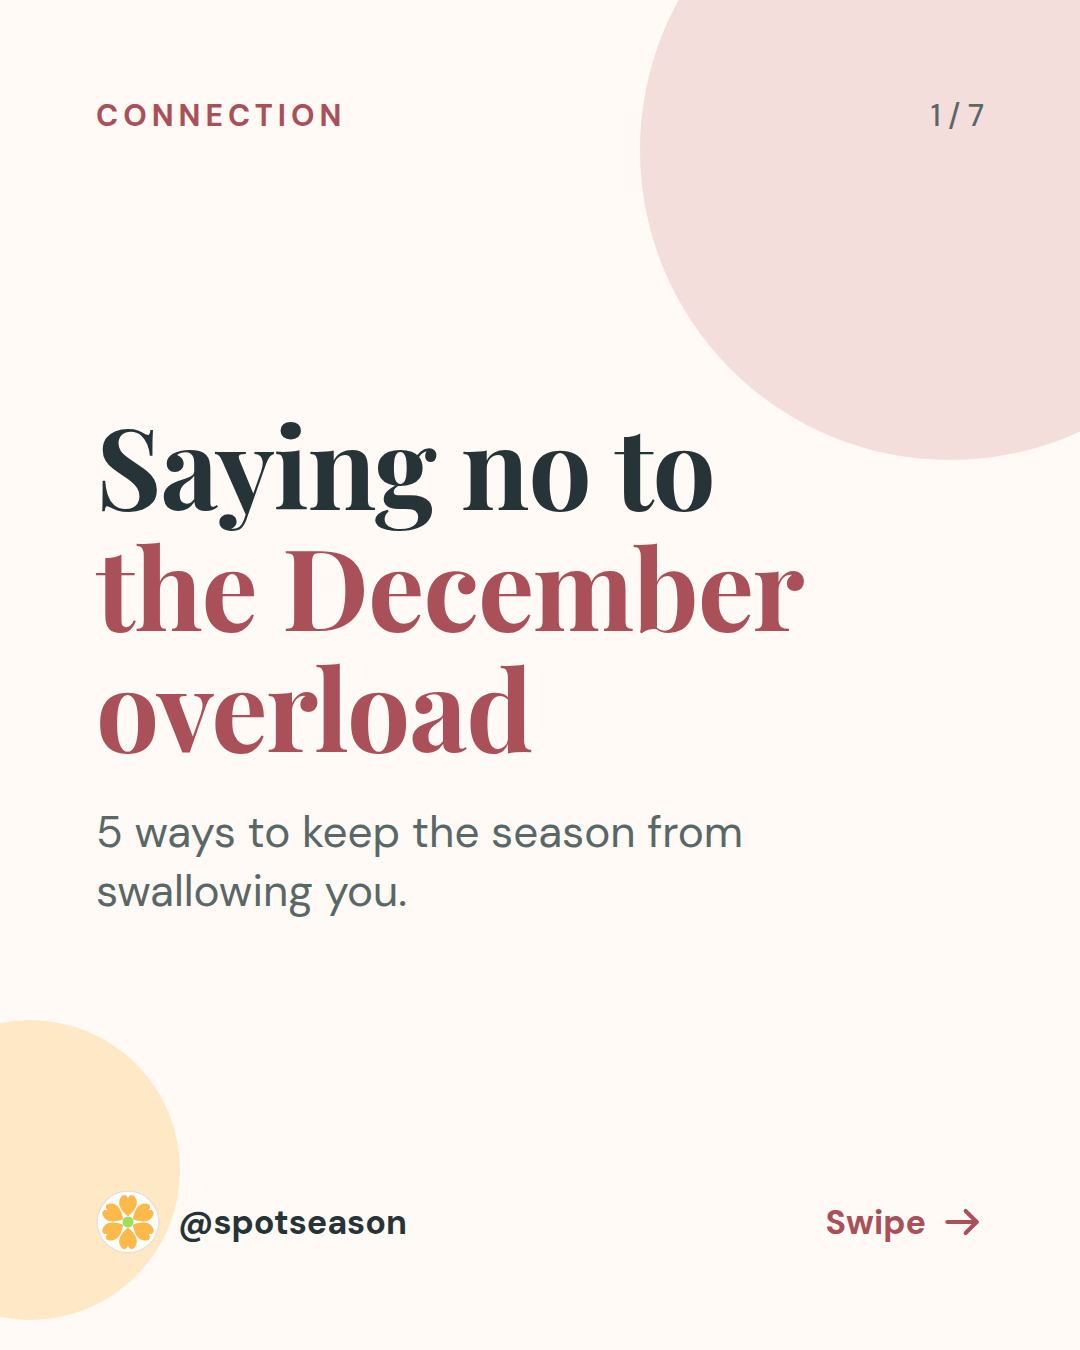 CONNECTION
1 / 7
Saying no to
the December
overload
5 ways to keep the season from
swallowing you.
@spotseason
Swipe →